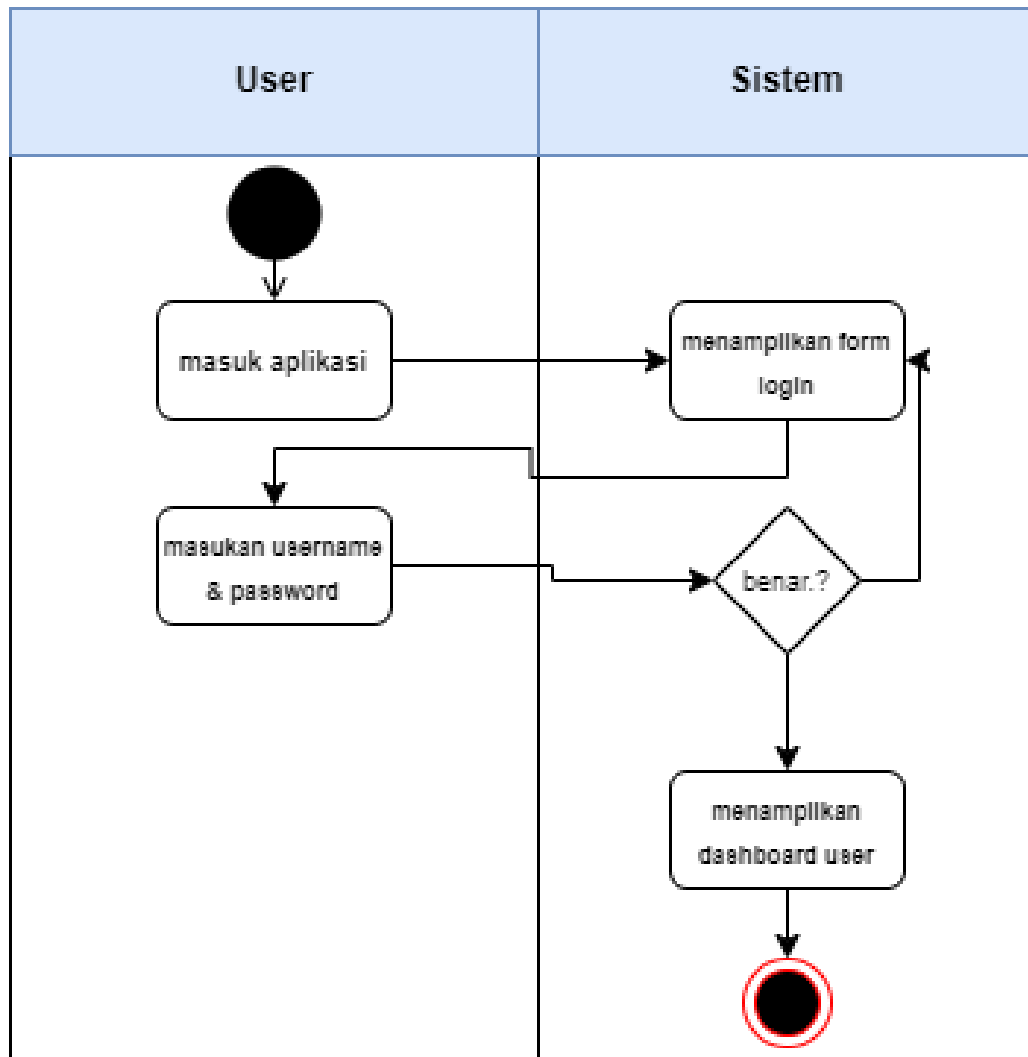 User
Sistem
masuk aplikasi
menampilkan form
login
masukan username
& password
benar.?
menampilkan
dashboard user